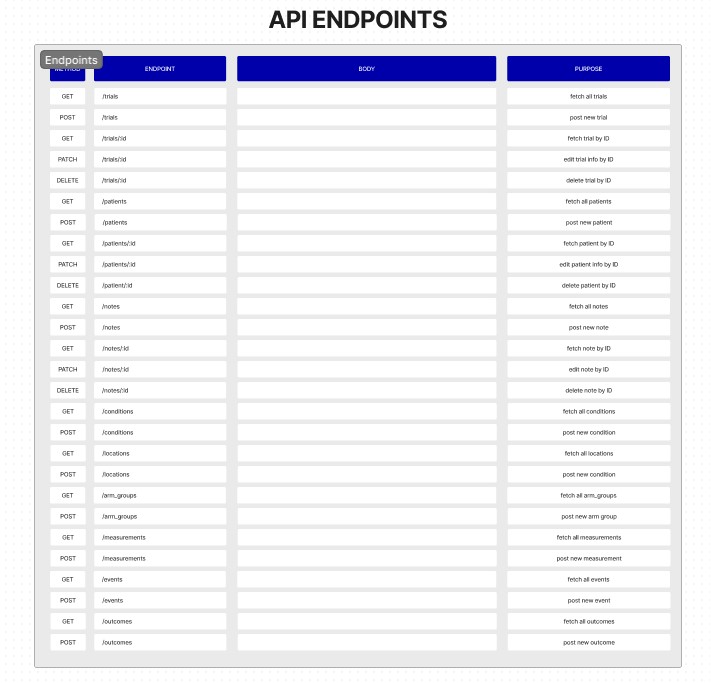 API ENDPOINTS
Endpoints
METHOD ENDPOINT BODY PURPOSE
GET /trials fetch all trials
POST /trials post new trial
GET /trials/:id fetch trial by ID
PATCH /trials/:id edit trial info by ID
DELETE /trials/:id delete trial by ID
GET /patients fetch all patients
POST /patients post new patient
GET /patients/:id fetch patient by ID
PATCH /patients/:id edit patient info by ID
DELETE /patient/:id delete patient by ID
GET /notes fetch all notes
POST /notes post new note
GET /notes/:id fetch note by ID
PATCH /notes/:id edit note by ID
DELETE /notes/:id delete note by ID
GET /conditions fetch all conditions
POST /conditions post new condition
GET /locations fetch all locations
POST /locations post new condition
GET /arm_groups fetch all arm_groups
POST /arm_groups post new arm group
GET /measurements fetch all measurements
POST /measurements post new measurement
GET /events fetch all events
POST /events post new event
GET /outcomes fetch all outcomes
POST /outcomes post new outcome